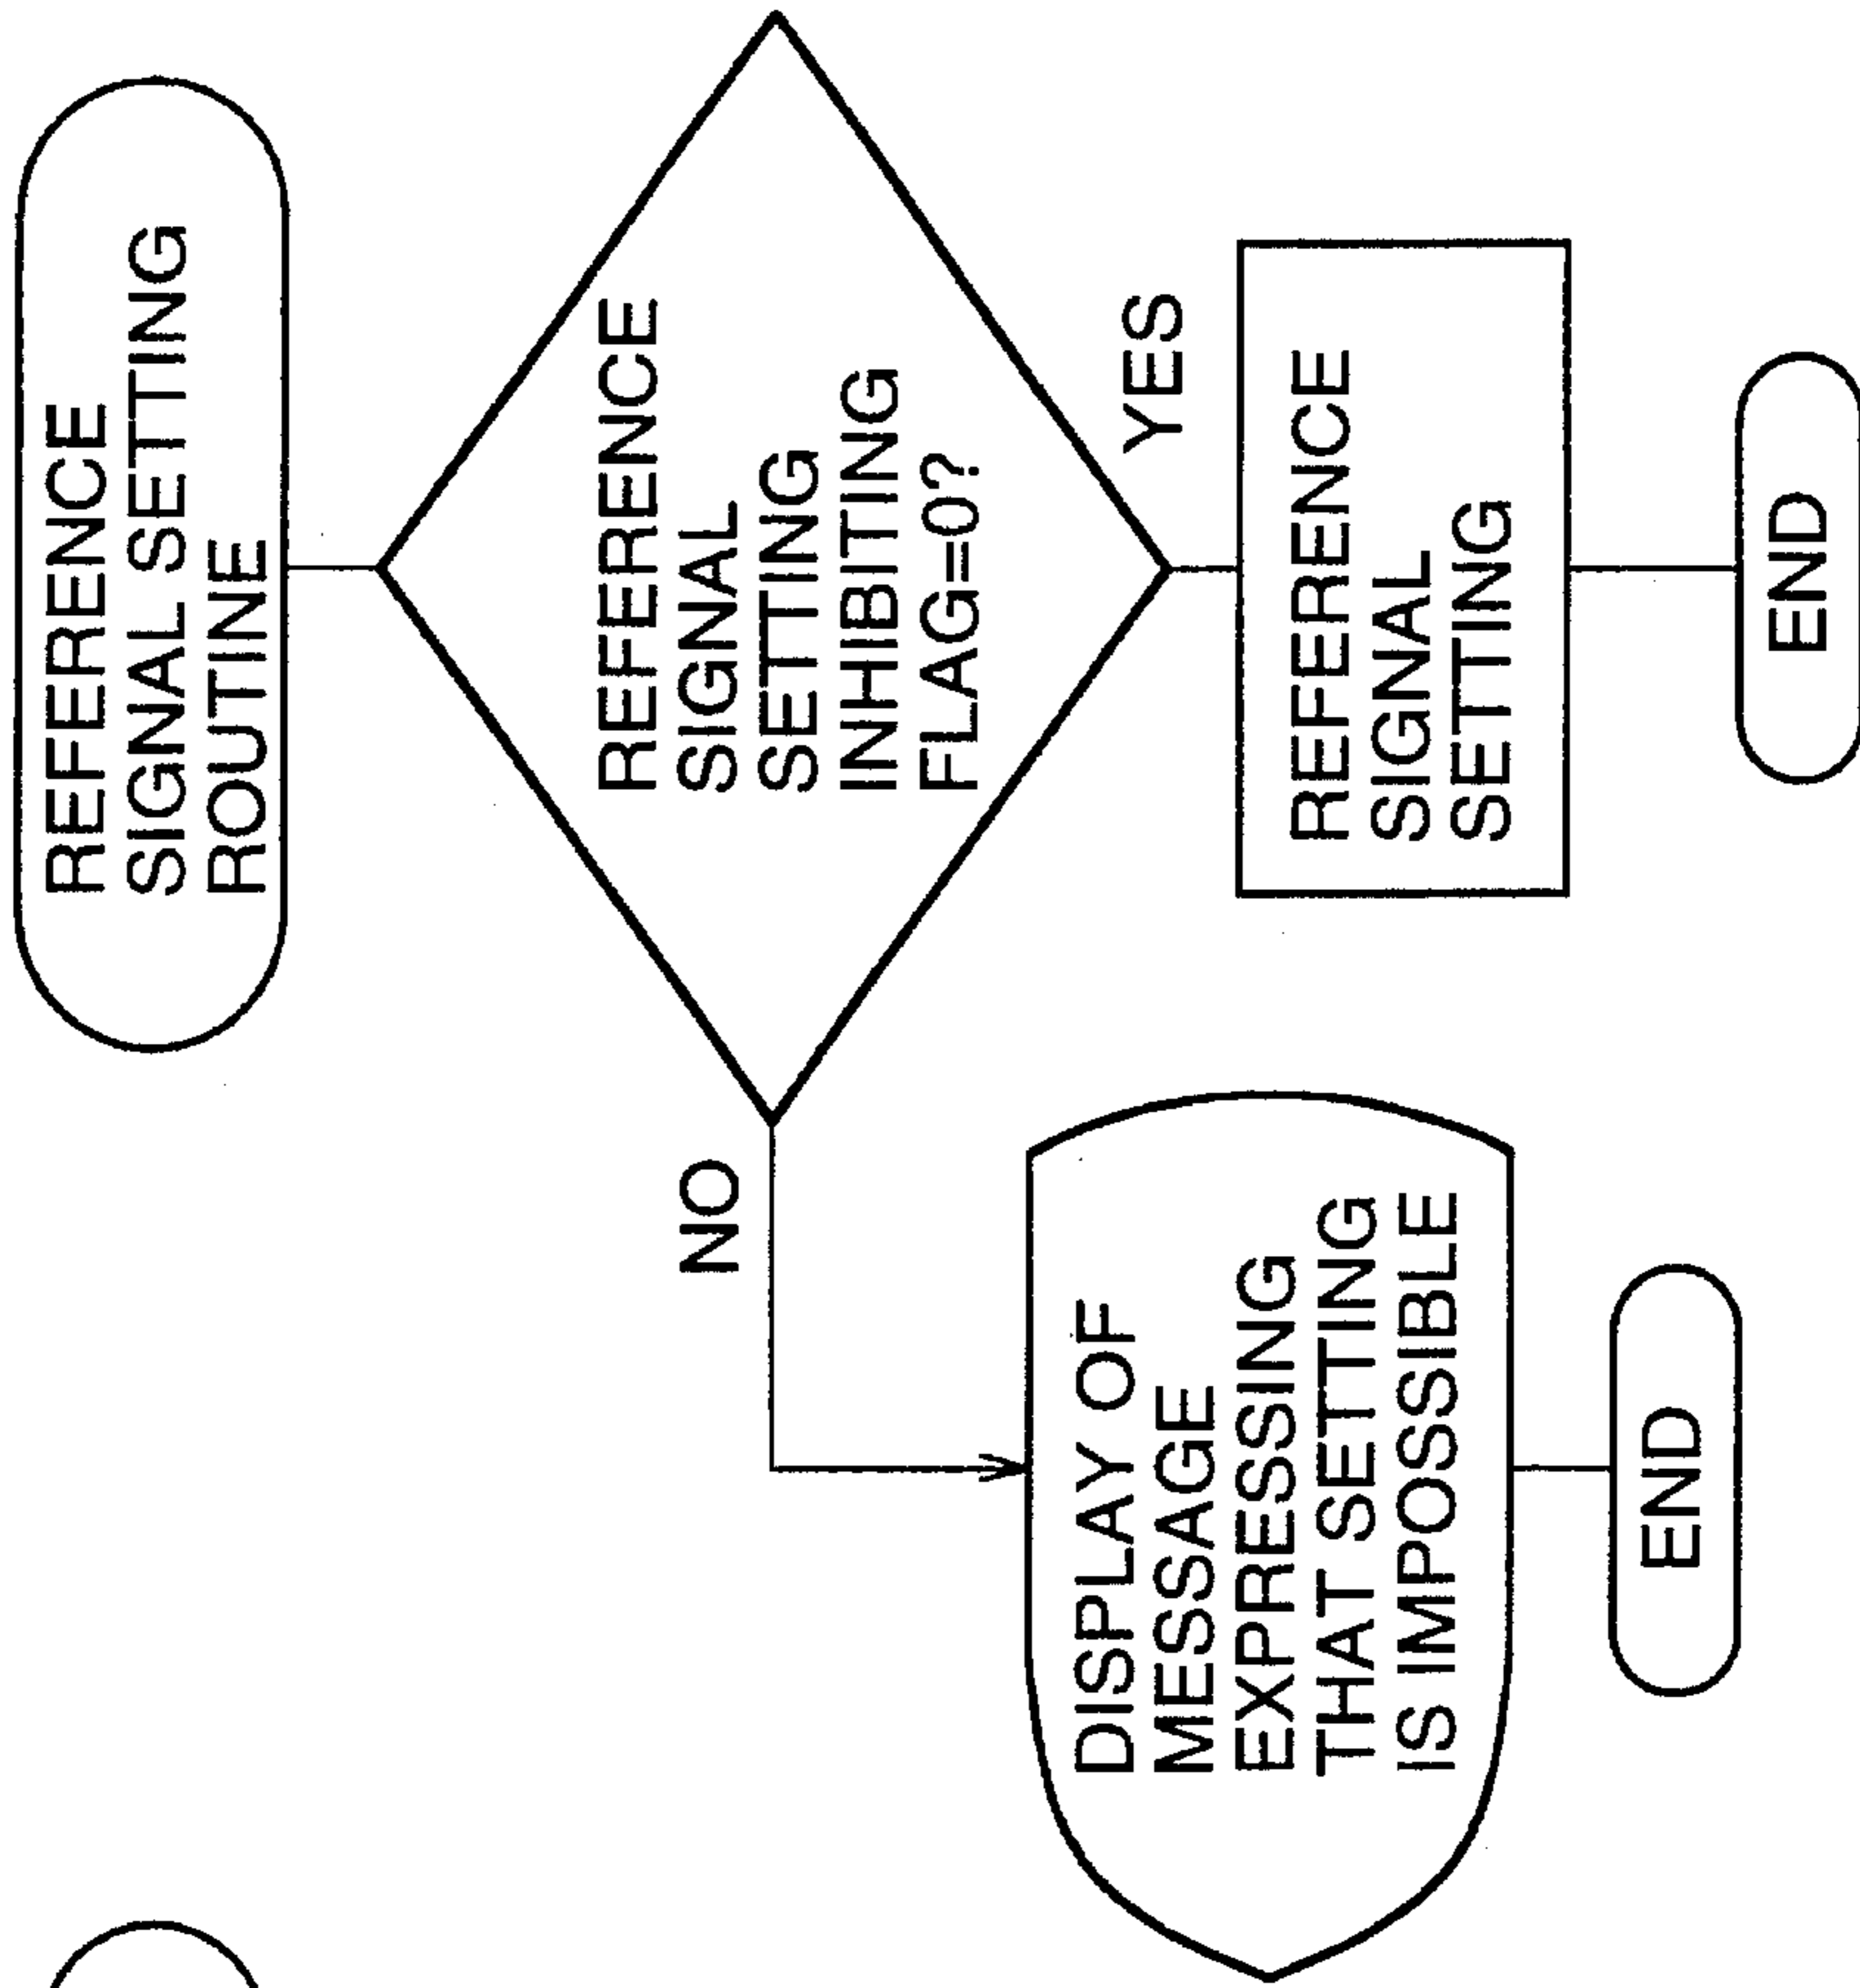 REFERENCE
SIGNAL SETTING
ROUTINE
REFERENCE
SIGNAL
SETTING
INHIBITING
FLAG=0?
NO
YES
DISPLAY OF
MESSAGE
EXPRESSING
THAT SETTING
IS IMPOSSIBLE
END
REFERENCE
SIGNAL
SETTING
END